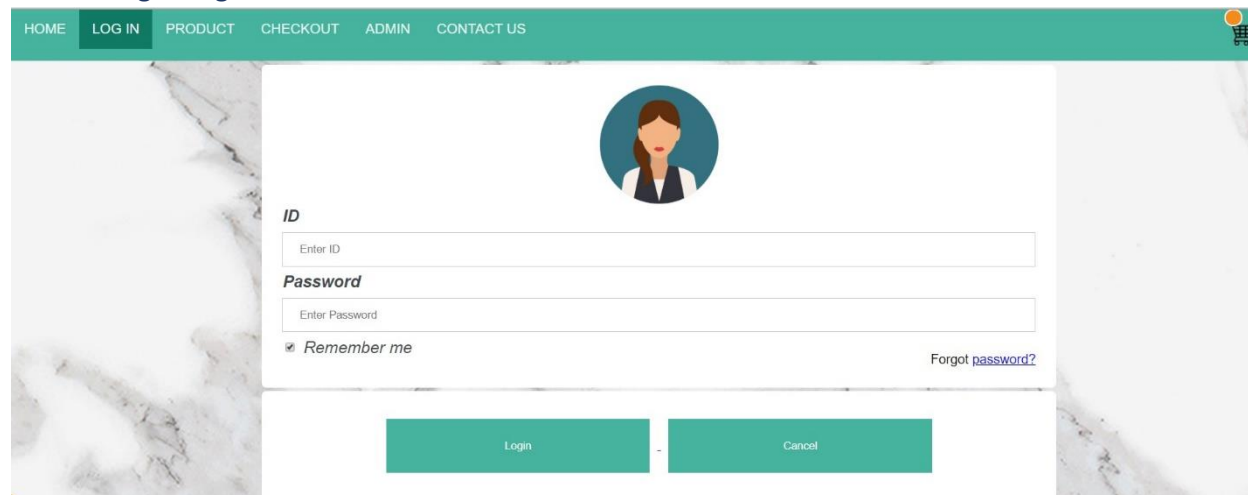 HOME LOG IN PRODUCT CHECKOUT ADMIN CONTACT US
ID
Enter ID
Password
Enter Password
Remember me
Forgot password?
Login - Cancel